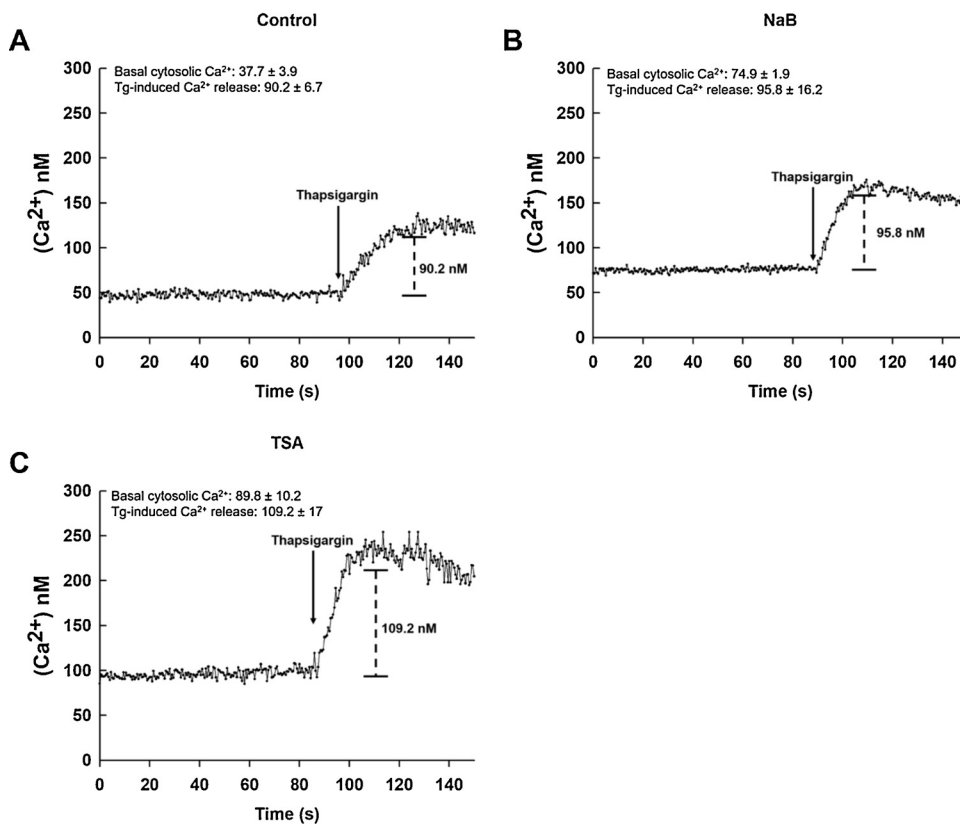 Control
A
Basal cytosolic Ca²⁺: 37.7 ± 3.9
Tg-induced Ca²⁺ release: 90.2 ± 6.7
300
250
200
150
100
50
0
(Ca²⁺) nM
Thapsigargin
90.2 nM
0 20 40 60 80 100 120 140
Time (s)
NaB
B
Basal cytosolic Ca²⁺: 74.9 ± 1.9
Tg-induced Ca²⁺ release: 95.8 ± 16.2
300
250
200
150
100
50
0
(Ca²⁺) nM
Thapsigargin
95.8 nM
0 20 40 60 80 100 120 140
Time (s)
TSA
C
Basal cytosolic Ca²⁺: 89.8 ± 10.2
Tg-induced Ca²⁺ release: 109.2 ± 17
300
250
200
150
100
50
0
(Ca²⁺) nM
Thapsigargin
109.2 nM
0 20 40 60 80 100 120 140
Time (s)